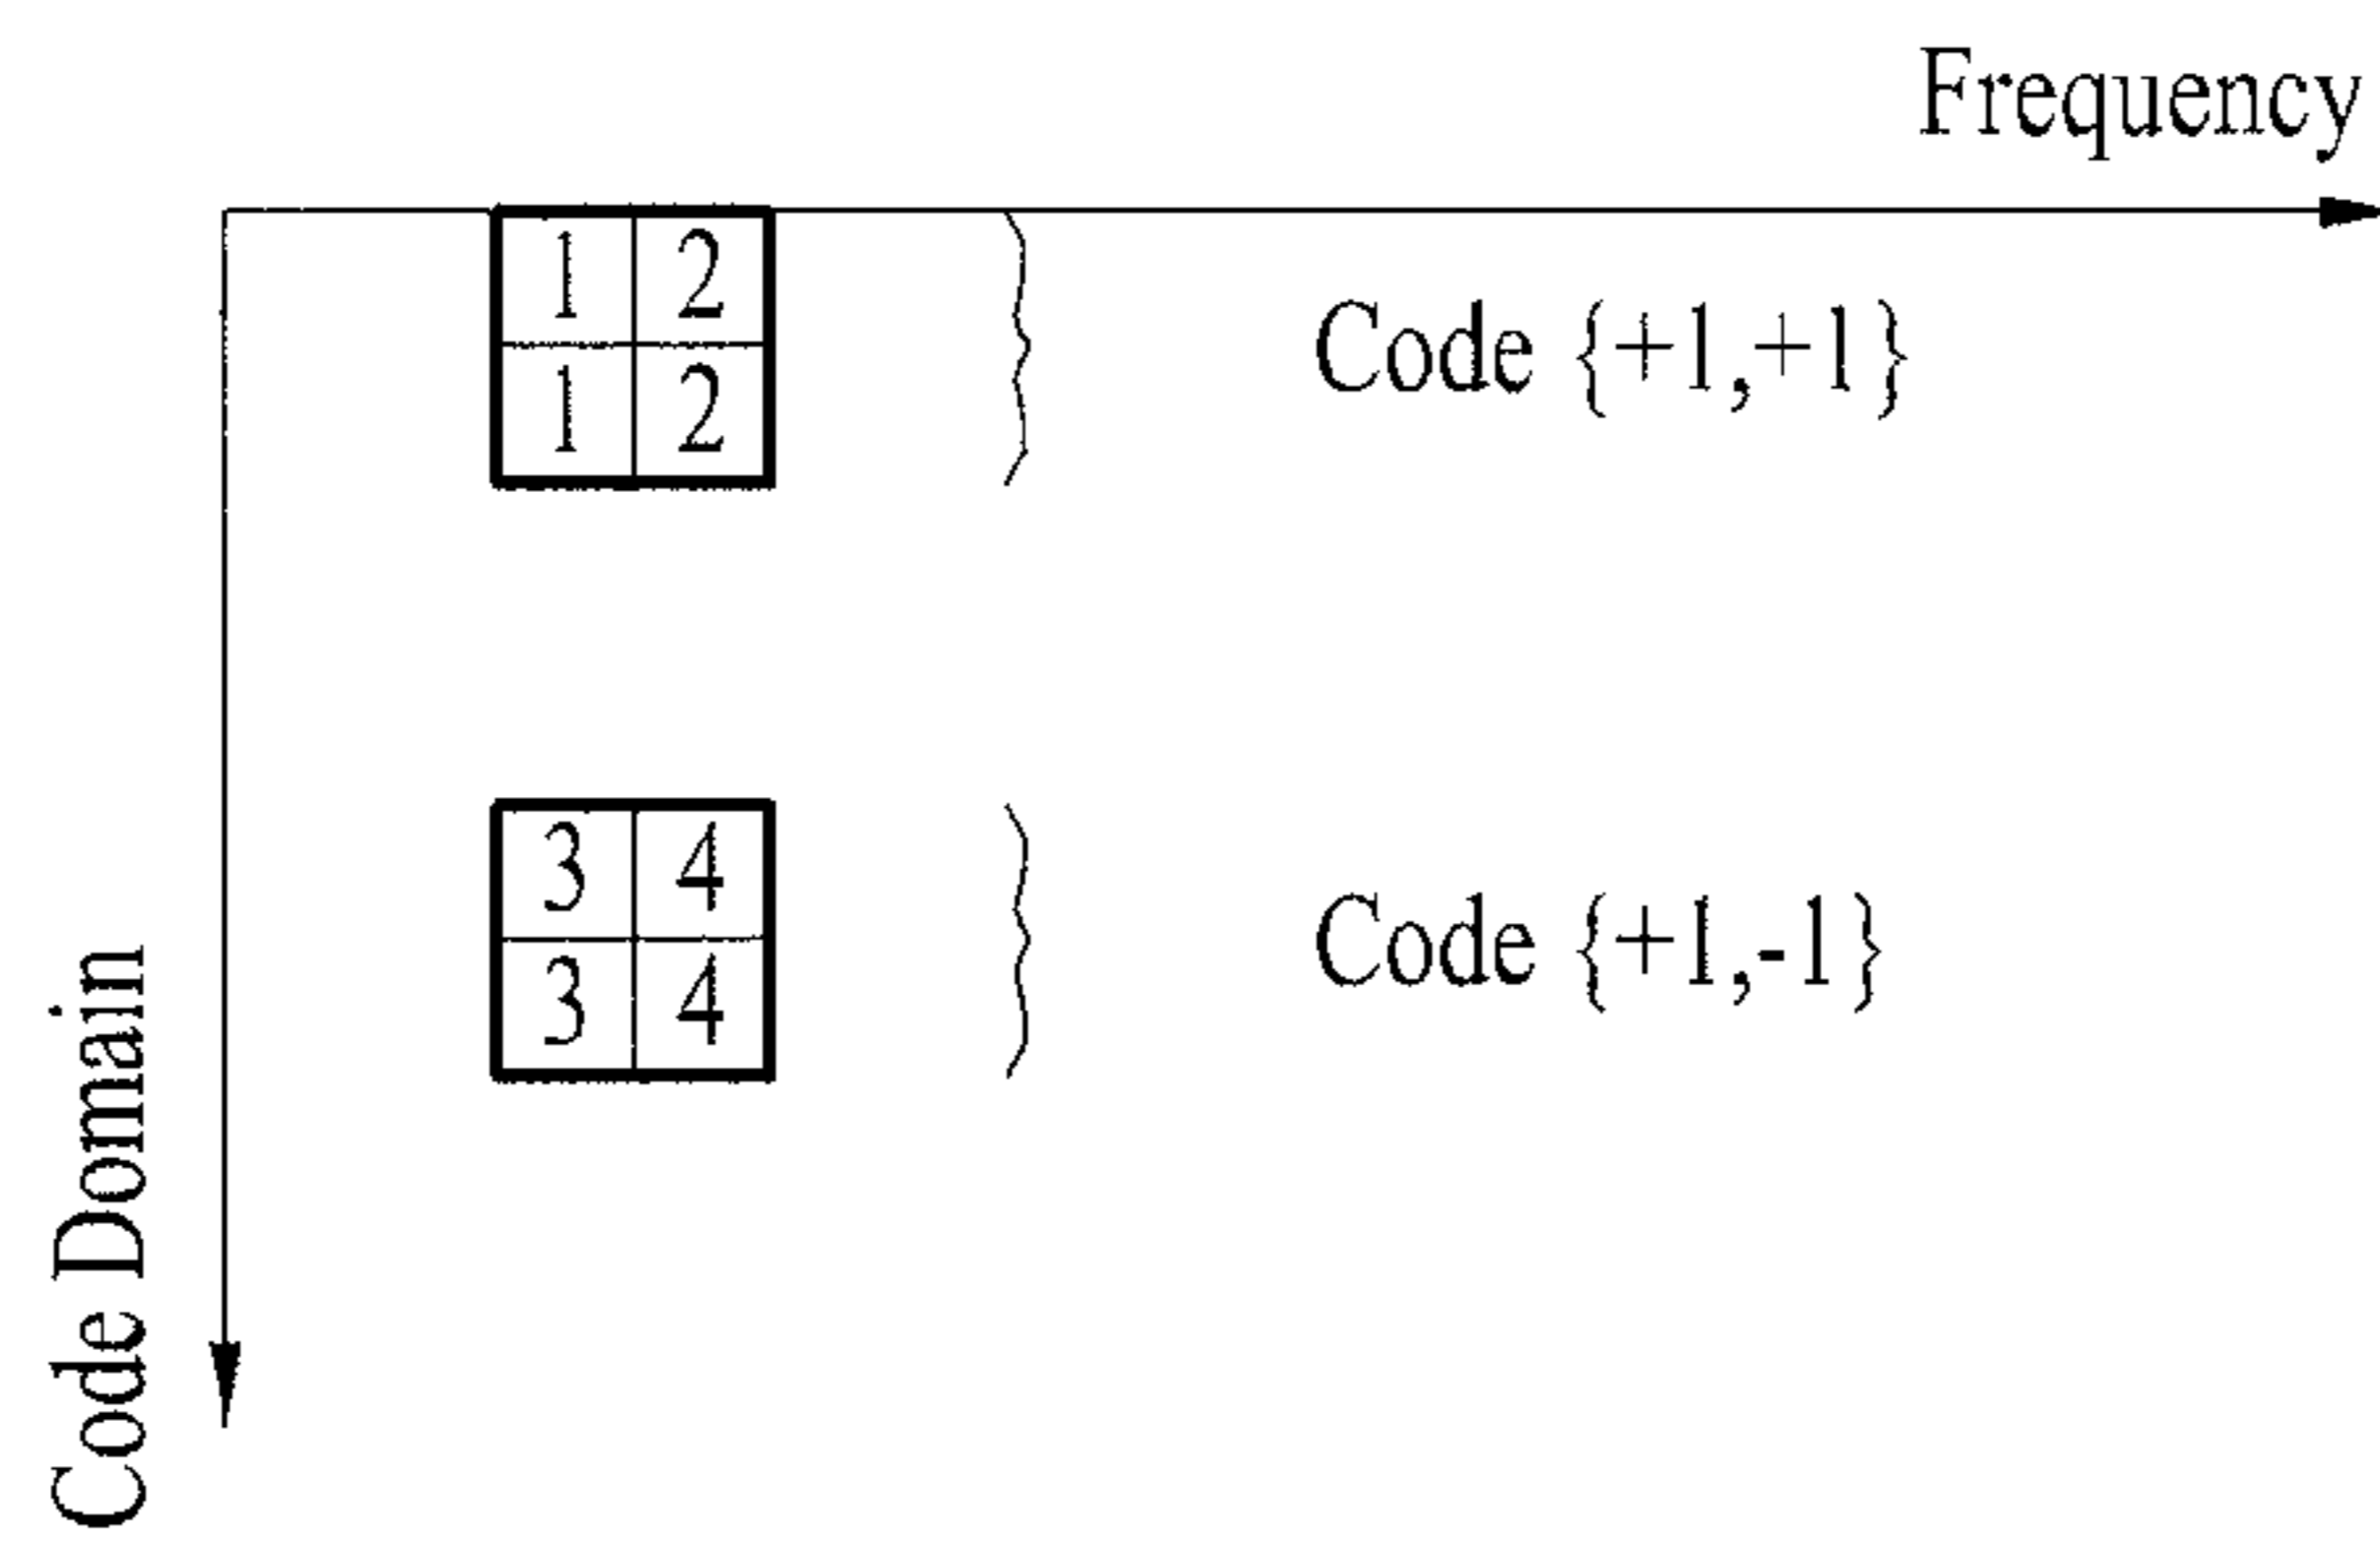 Frequency
1 2
1 2
Code {+1,+1}
3 4
3 4
Code {+1,-1}
Code Domain